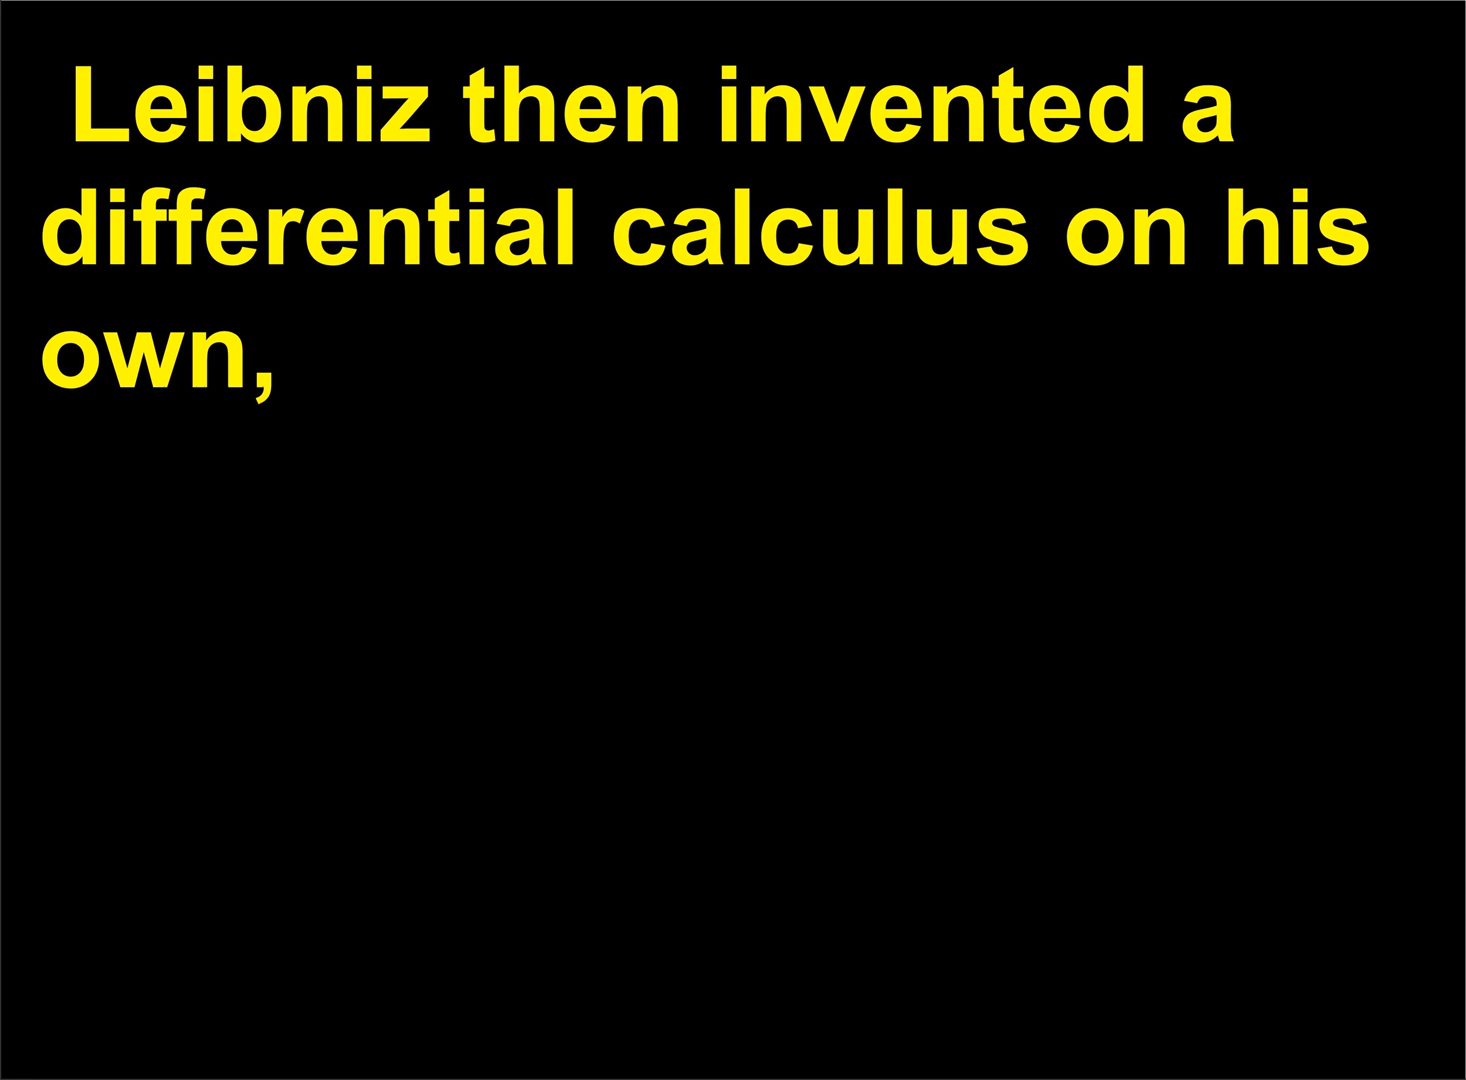 Leibniz then invented a
differential calculus on his
own,